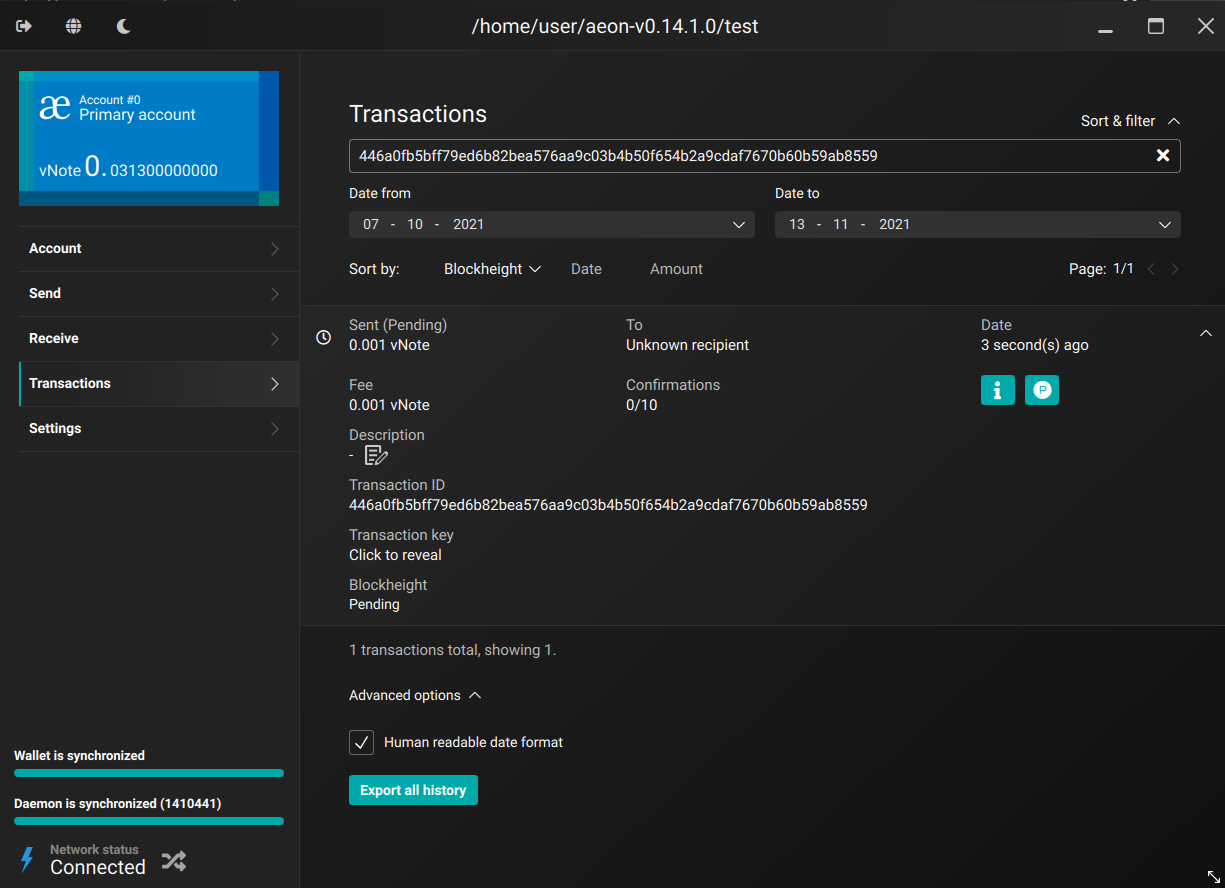 /home/user/aeon-v0.14.1.0/test
æ
Account #0
Primary account
vNote 0.031300000000
Account
Send
Receive
Transactions
Settings
Wallet is synchronized
Daemon is synchronized (1410441)
Network status
Connected
Transactions
Sort & filter
446a0fb5bff79ed6b82bea576aa9c03b4b50f654b2a9cdaf7670b60b59ab8559
Date from
Date to
07 - 10 - 2021
13 - 11 - 2021
Sort by: Blockheight Date Amount
Page: 1/1
Sent (Pending)
0.001 vNote
To
Unknown recipient
Date
3 second(s) ago
Fee
0.001 vNote
Confirmations
0/10
i
P
Description
-
Transaction ID
446a0fb5bff79ed6b82bea576aa9c03b4b50f654b2a9cdaf7670b60b59ab8559
Transaction key
Click to reveal
Blockheight
Pending
1 transactions total, showing 1.
Advanced options
Human readable date format
Export all history